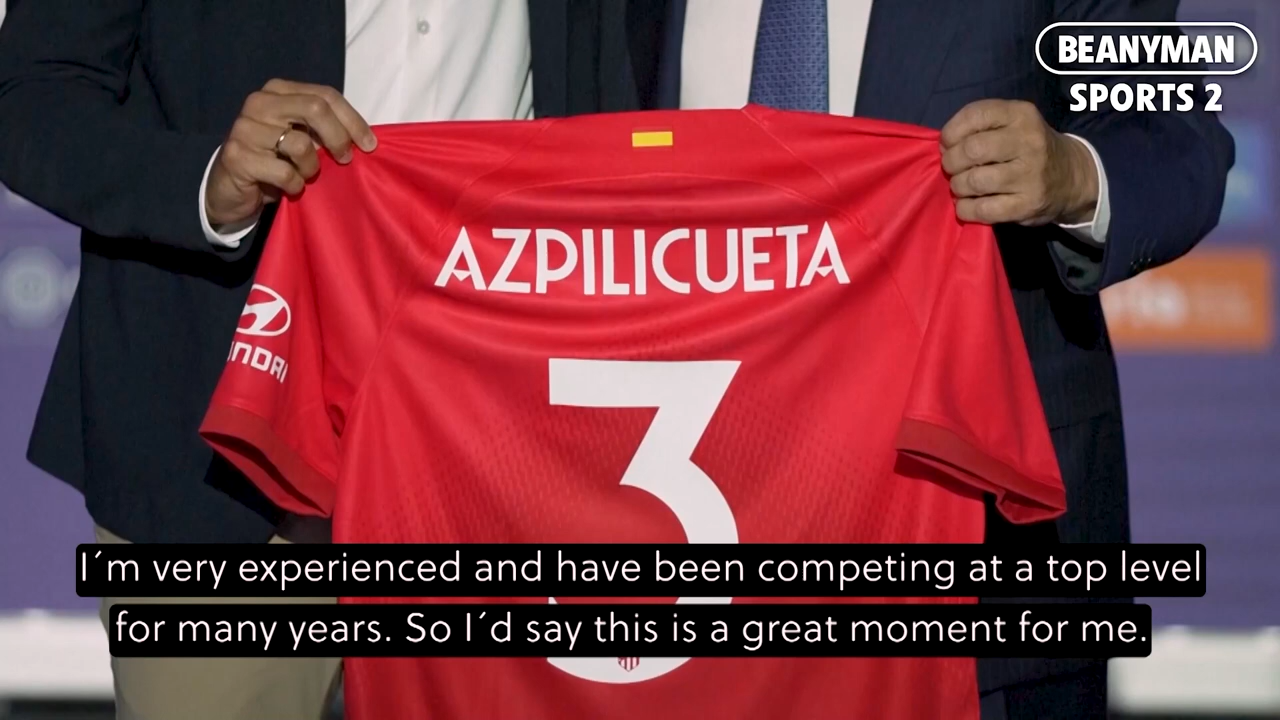 BEANYMAN
SPORTS 2
AZPILICUETA
3
I´m very experienced and have been competing at a top level
for many years. So I´d say this is a great moment for me.